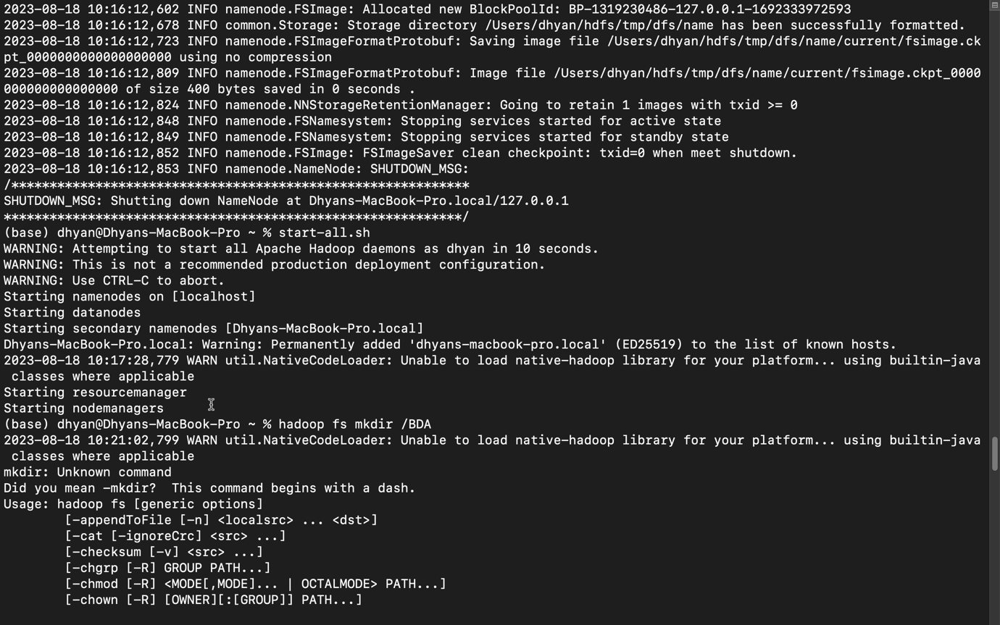 2023-08-18 10:16:12,602 INFO namenode.FSImage: Allocated new BlockPoolId: BP-1319230486-127.0.0.1-1692333972593
2023-08-18 10:16:12,678 INFO common.Storage: Storage directory /Users/dhyan/hdfs/tmp/dfs/name has been successfully formatted.
2023-08-18 10:16:12,723 INFO namenode.FSImageFormatProtobuf: Saving image file /Users/dhyan/hdfs/tmp/dfs/name/current/fsimage.ck
pt_0000000000000000000 using no compression
2023-08-18 10:16:12,809 INFO namenode.FSImageFormatProtobuf: Image file /Users/dhyan/hdfs/tmp/dfs/name/current/fsimage.ckpt_0000
000000000000000 of size 400 bytes saved in 0 seconds .
2023-08-18 10:16:12,824 INFO namenode.NNStorageRetentionManager: Going to retain 1 images with txid >= 0
2023-08-18 10:16:12,848 INFO namenode.FSNamesystem: Stopping services started for active state
2023-08-18 10:16:12,849 INFO namenode.FSNamesystem: Stopping services started for standby state
2023-08-18 10:16:12,852 INFO namenode.FSImage: FSImageSaver clean checkpoint: txid=0 when meet shutdown.
2023-08-18 10:16:12,853 INFO namenode.NameNode: SHUTDOWN_MSG:
/************************************************************
SHUTDOWN_MSG: Shutting down NameNode at Dhyans-MacBook-Pro.local/127.0.0.1
************************************************************/
(base) dhyan@Dhyans-MacBook-Pro ~ % start-all.sh
WARNING: Attempting to start all Apache Hadoop daemons as dhyan in 10 seconds.
WARNING: This is not a recommended production deployment configuration.
WARNING: Use CTRL-C to abort.
Starting namenodes on [localhost]
Starting datanodes
Starting secondary namenodes [Dhyans-MacBook-Pro.local]
Dhyans-MacBook-Pro.local: Warning: Permanently added 'dhyans-macbook-pro.local' (ED25519) to the list of known hosts.
2023-08-18 10:17:28,779 WARN util.NativeCodeLoader: Unable to load native-hadoop library for your platform... using builtin-java
classes where applicable
Starting resourcemanager
Starting nodemanagers
(base) dhyan@Dhyans-MacBook-Pro ~ % hadoop fs mkdir /BDA
2023-08-18 10:21:02,799 WARN util.NativeCodeLoader: Unable to load native-hadoop library for your platform... using builtin-java
classes where applicable
mkdir: Unknown command
Did you mean -mkdir?  This command begins with a dash.
Usage: hadoop fs [generic options]
[-appendToFile [-n] <localsrc> ... <dst>]
[-cat [-ignoreCrc] <src> ...]
[-checksum [-v] <src> ...]
[-chgrp [-R] GROUP PATH...]
[-chmod [-R] <MODE[,MODE]... | OCTALMODE> PATH...]
[-chown [-R] [OWNER][:[GROUP]] PATH...]